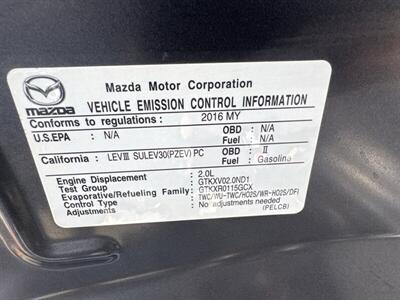 mazda
Mazda Motor Corporation
VEHICLE EMISSION CONTROL INFORMATION
Conforms to regulations : 2016 MY
U.S.EPA : N/A OBD : N/A
Fuel : N/A
California : LEVⅢ SULEV30(PZEV) PC OBD : Ⅱ
Fuel : Gasoline
Engine Displacement : 2.0L
Test Group : GTKXV02.0ND1
Evaporative/Refueling Family : GTKXR0115GCX
Type of Control : TWC/WU-TWC/HO2S/WR-HO2S/DFI
Adjustments : No adjustments needed
(PELCB)